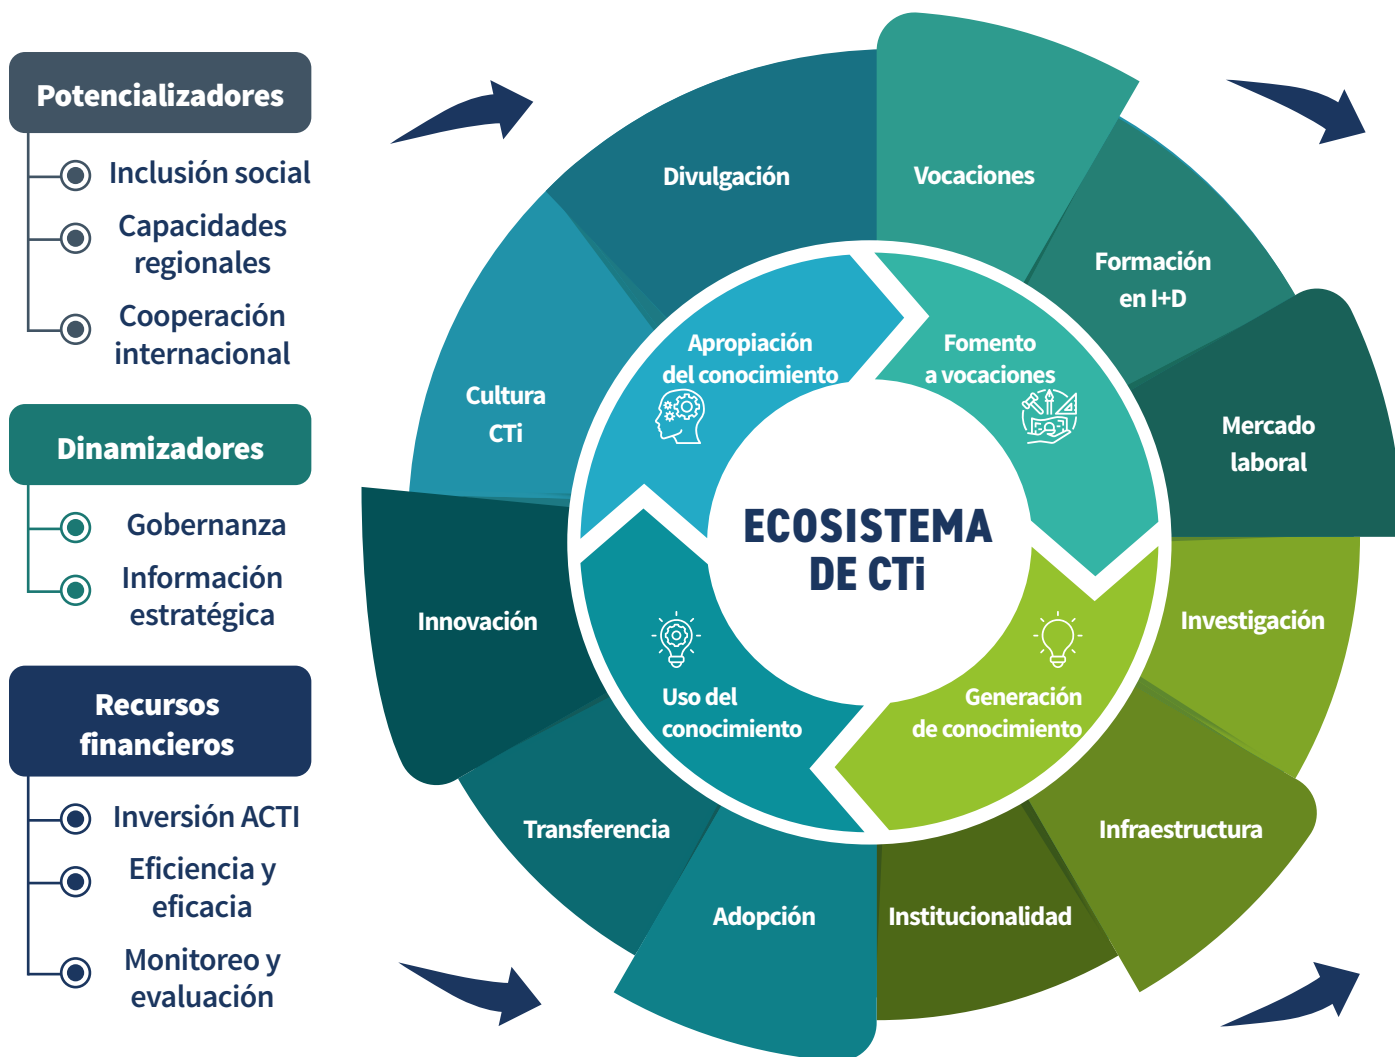 Potencializadores
Inclusión social
Capacidades
regionales
Cooperación
internacional
Dinamizadores
Gobernanza
Información
estratégica
Recursos
financieros
Inversión ACTI
Eficiencia y
eficacia
Monitoreo y
evaluación
Divulgación
Vocaciones
Formación
en I+D
Mercado
laboral
Investigación
Infraestructura
Institucionalidad
Adopción
Transferencia
Innovación
Cultura
CTi
Apropiación
del conocimiento
Fomento
a vocaciones
Generación
de conocimiento
Uso del
conocimiento
ECOSISTEMA
DE CTi